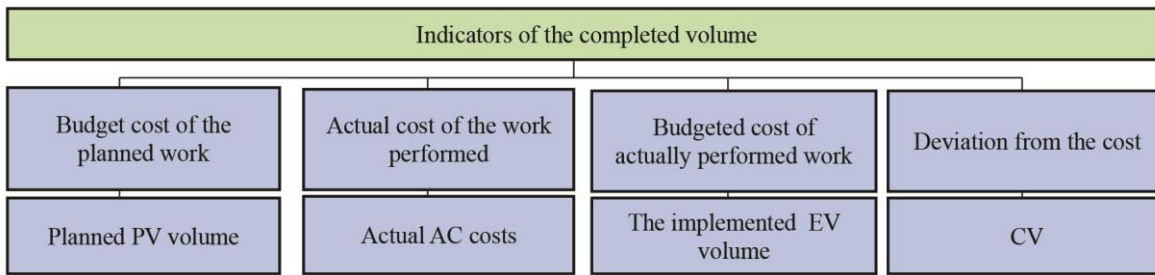 Indicators of the completed volume
Budget cost of the
planned work
Actual cost of the work
performed
Budgeted cost of
actually performed work
Deviation from the cost
Planned PV volume
Actual AC costs
The implemented EV
volume
CV